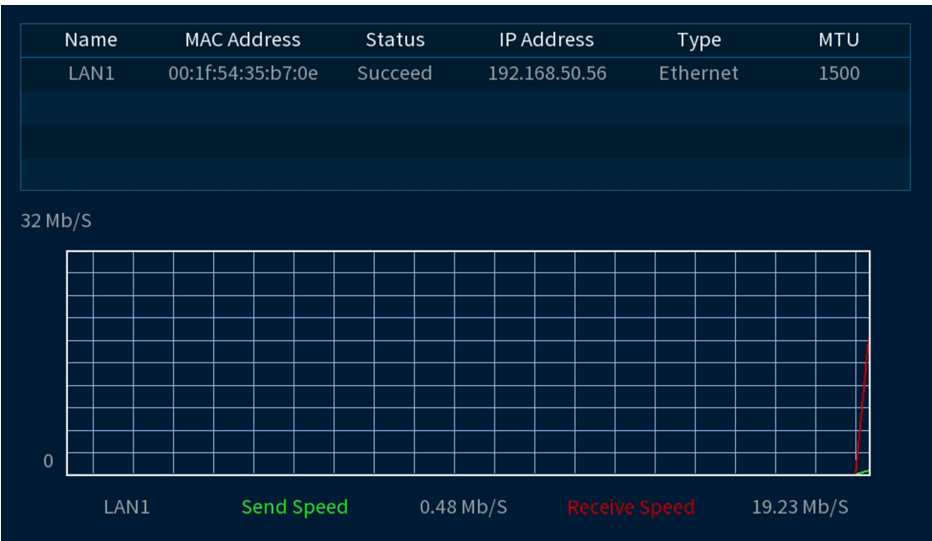 Name MAC Address Status IP Address Type MTU
LAN1 00:1f:54:35:b7:0e Succeed 192.168.50.56 Ethernet 1500
32 Mb/S
0
LAN1 Send Speed 0.48 Mb/S Receive Speed 19.23 Mb/S